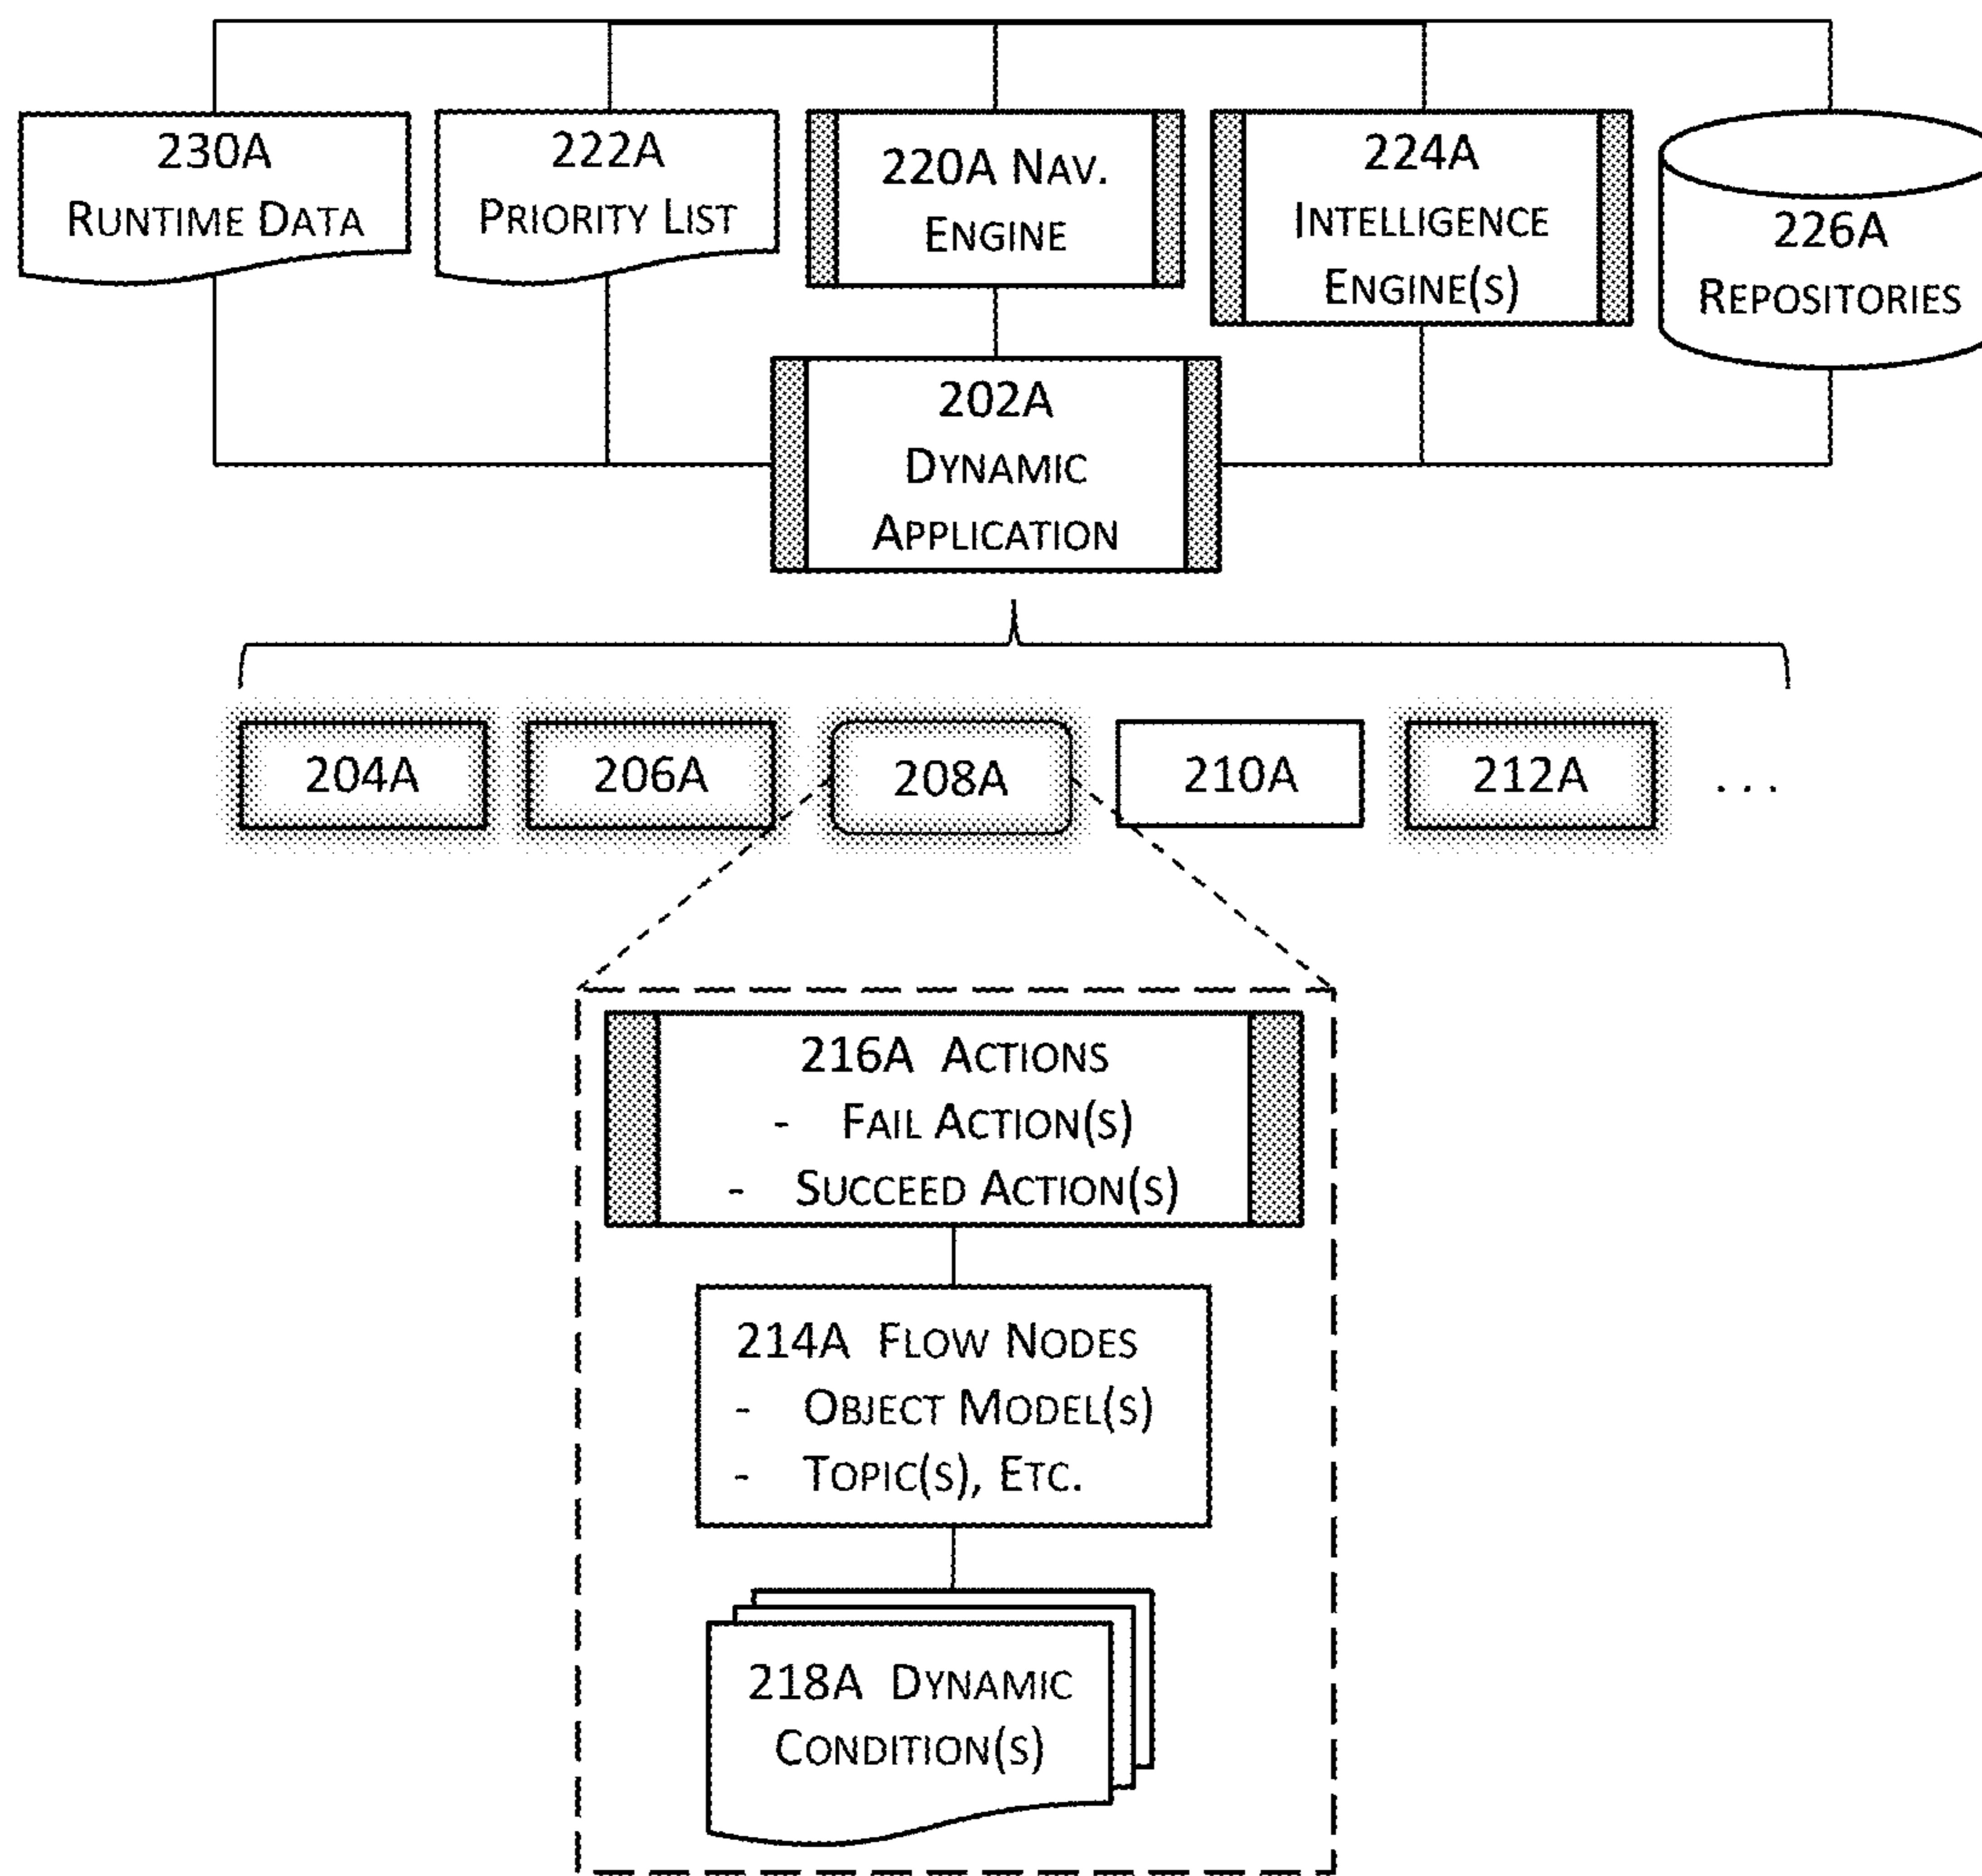 230A
RUNTIME DATA
222A
PRIORITY LIST
220A NAV.
ENGINE
224A
INTELLIGENCE
ENGINE(S)
226A
REPOSITORIES
202A
DYNAMIC
APPLICATION
204A
206A
208A
210A
212A
...
216A ACTIONS
- FAIL ACTION(S)
- SUCCEED ACTION(S)
214A FLOW NODES
- OBJECT MODEL(S)
- TOPIC(S), ETC.
218A DYNAMIC
CONDITION(S)